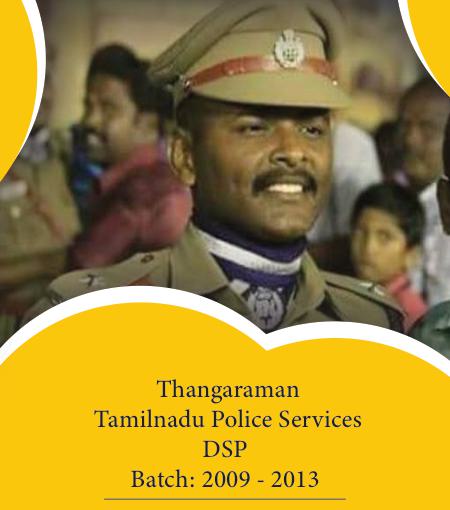 Thangaraman
Tamilnadu Police Services
DSP
Batch: 2009 - 2013